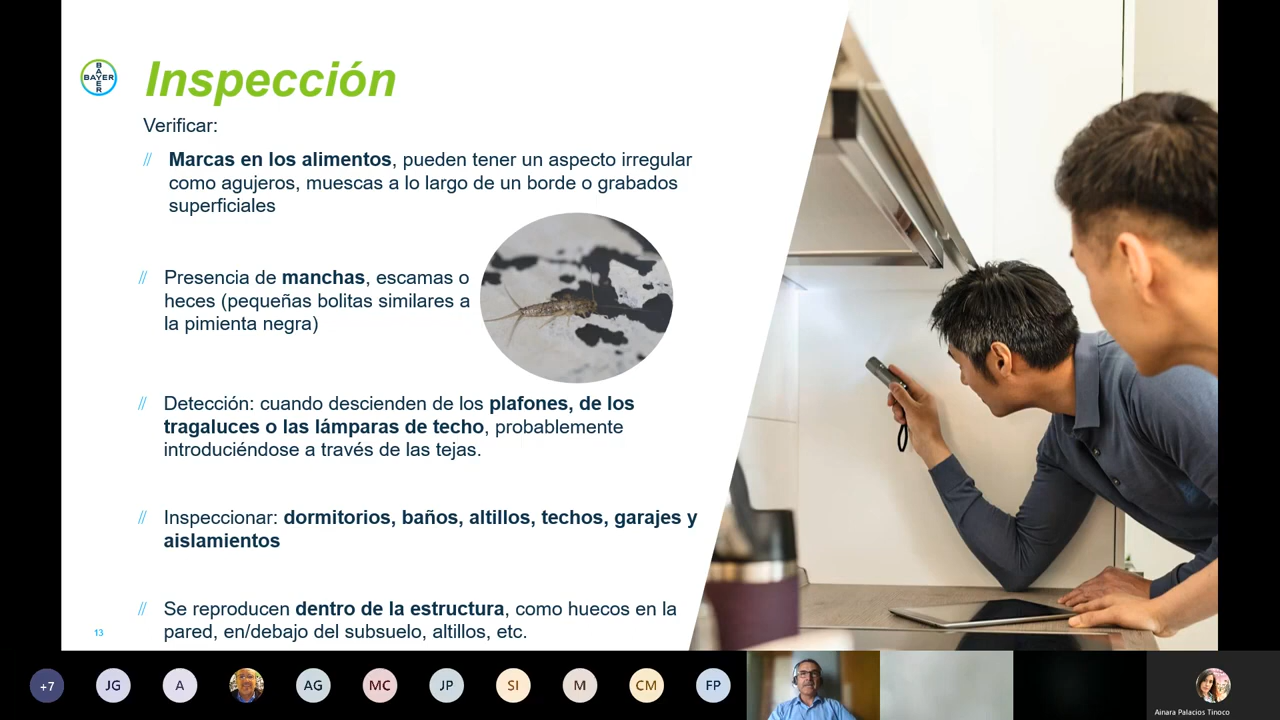 BAYER
BAYER
Inspección
Verificar:
// Marcas en los alimentos, pueden tener un aspecto irregular
como agujeros, muescas a lo largo de un borde o grabados
superficiales
// Presencia de manchas, escamas o
heces (pequeñas bolitas similares a
la pimienta negra)
// Detección: cuando descienden de los plafones, de los
tragaluces o las lámparas de techo, probablemente
introduciéndose a través de las tejas.
// Inspeccionar: dormitorios, baños, altillos, techos, garajes y
aislamientos
// Se reproducen dentro de la estructura, como huecos en la
pared, en/debajo del subsuelo, altillos, etc.
13
+7 JG A AG MC JP SI M CM FP
Ainara Palacios Tinoco